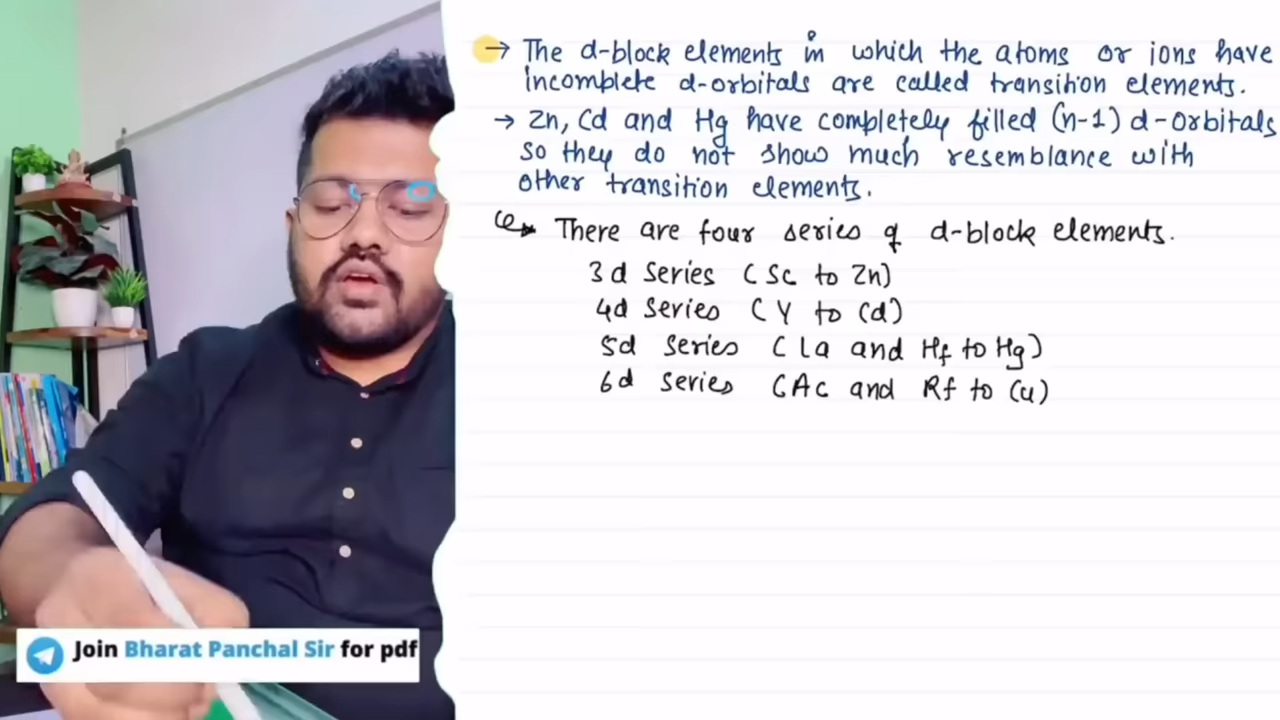 → The d-block elements in which the atoms or ions have
incomplete d-orbitals are called transition elements.
→ Zn, Cd and Hg have completely filled (n-1) d-orbitals
so they do not show much resemblance with
other transition elements.
There are four series of d-block elements.
3d Series (Sc to Zn)
4d Series (Y to Cd)
5d Series (La and Hf to Hg)
6d Series (Ac and Rf to Cn)
Join Bharat Panchal Sir for pdf